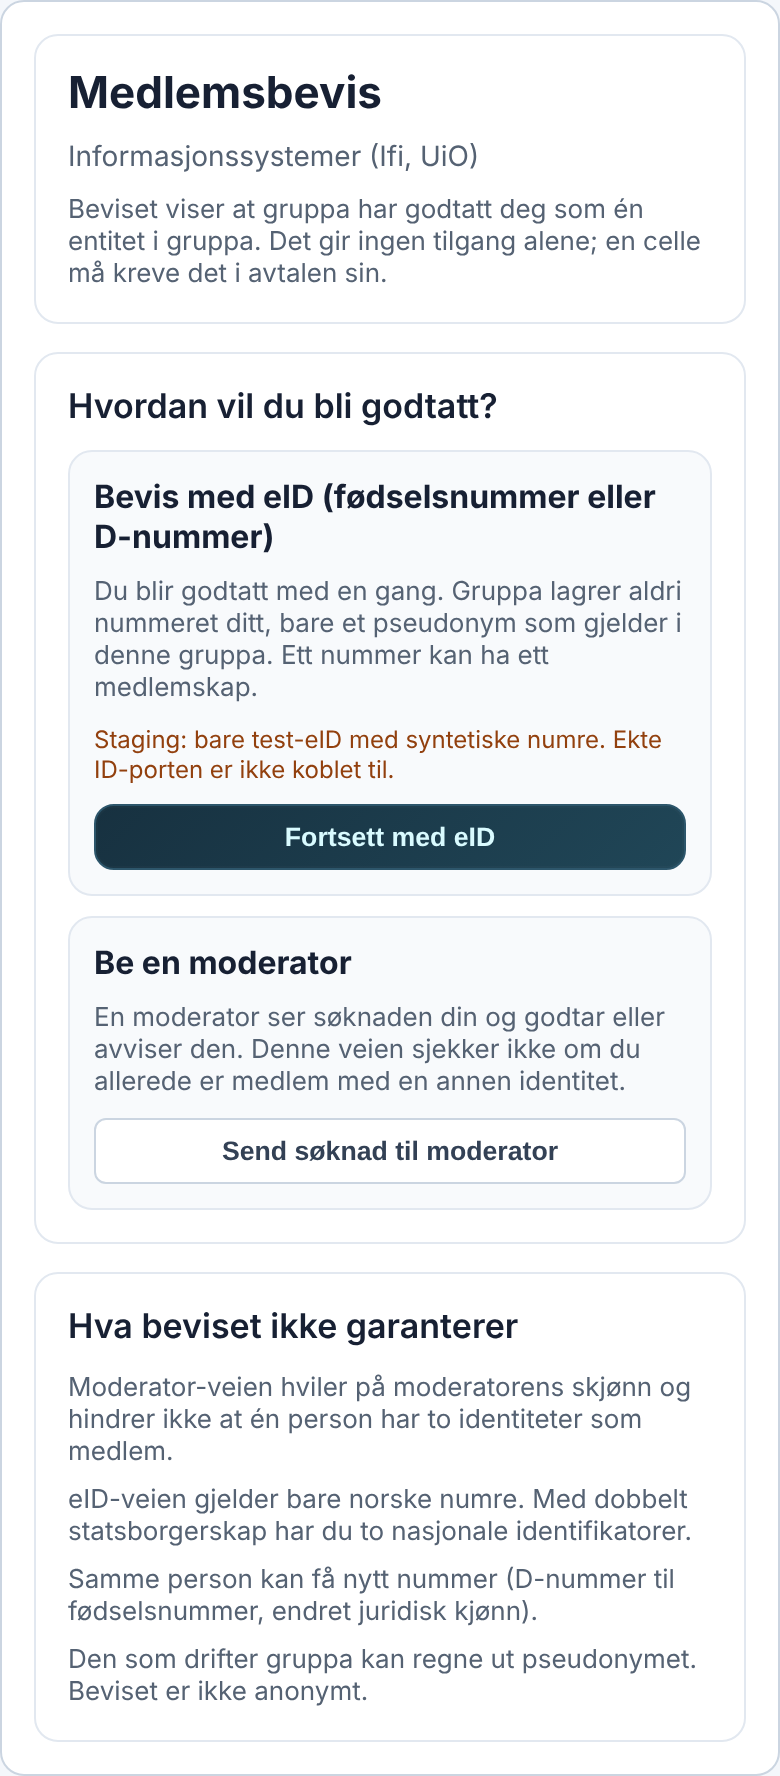 Medlemsbevis
Informasjonssystemer (Ifi, UiO)
Beviset viser at gruppa har godtatt deg som én
entitet i gruppa. Det gir ingen tilgang alene; en celle
må kreve det i avtalen sin.
Hvordan vil du bli godtatt?
Bevis med eID (fødselsnummer eller
D-nummer)
Du blir godtatt med en gang. Gruppa lagrer aldri
nummeret ditt, bare et pseudonym som gjelder i
denne gruppa. Ett nummer kan ha ett
medlemskap.
Staging: bare test-eID med syntetiske numre. Ekte
ID-porten er ikke koblet til.
Fortsett med eID
Be en moderator
En moderator ser søknaden din og godtar eller
avviser den. Denne veien sjekker ikke om du
allerede er medlem med en annen identitet.
Send søknad til moderator
Hva beviset ikke garanterer
Moderator-veien hviler på moderatorens skjønn og
hindrer ikke at én person har to identiteter som
medlem.
eID-veien gjelder bare norske numre. Med dobbelt
statsborgerskap har du to nasjonale identifikatorer.
Samme person kan få nytt nummer (D-nummer til
fødselsnummer, endret juridisk kjønn).
Den som drifter gruppa kan regne ut pseudonymet.
Beviset er ikke anonymt.